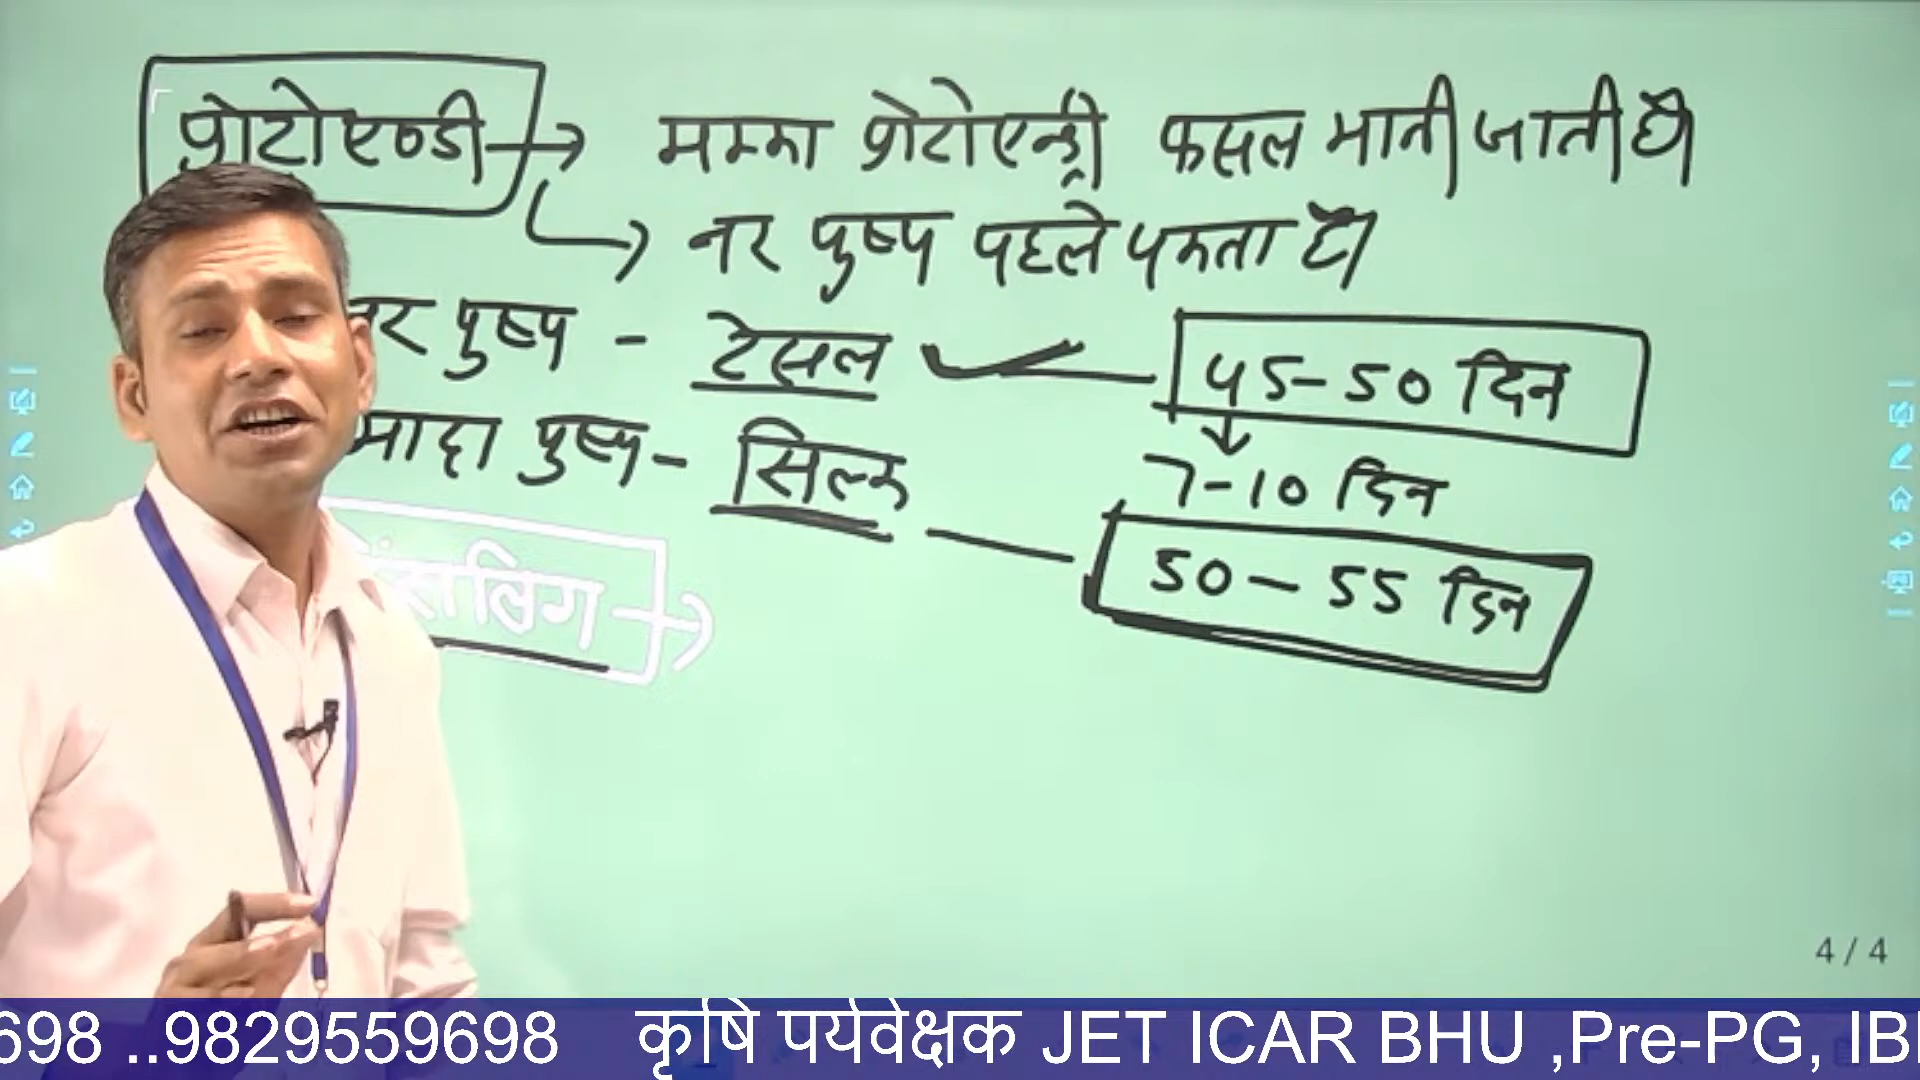 प्रोटोएण्डी → मक्का प्रोटोएन्ड्री फसल मानी जाती है।
→ नर पुष्प पहले पकता है।
नर पुष्प - टेसल — 45-50 दिन
7-10 दिन
मादा पुष्प - सिल्क — 50 - 55 दिन
4 / 4
698 ..9829559698 कृषि पर्यवेक्षक JET ICAR BHU ,Pre-PG,